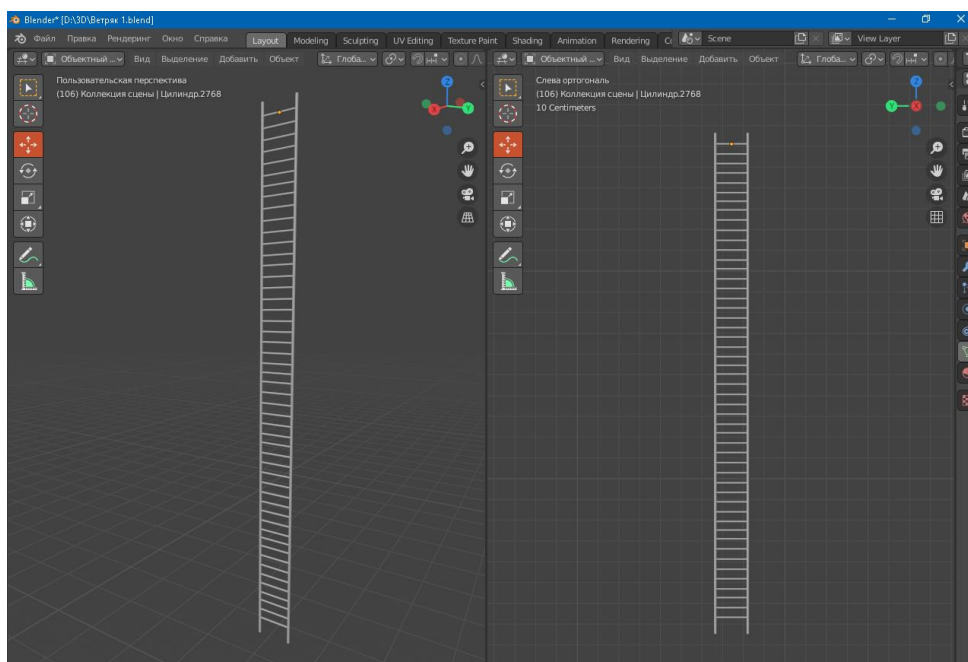 Blender* [D:\3D\Ветряк 1.blend]
Файл Правка Рендеринг Окно Справка Layout Modeling Sculpting UV Editing Texture Paint Shading Animation Rendering Scene View Layer
Объектный ... Вид Выделение Добавить Объект Глоба...
Объектный ... Вид Выделение Добавить Объект Глоба...
Пользовательская перспектива
(106) Коллекция сцены | Цилиндр.2768
Z
X
Y
Слева ортогональ
(106) Коллекция сцены | Цилиндр.2768
10 Centimeters
Z
Y
X